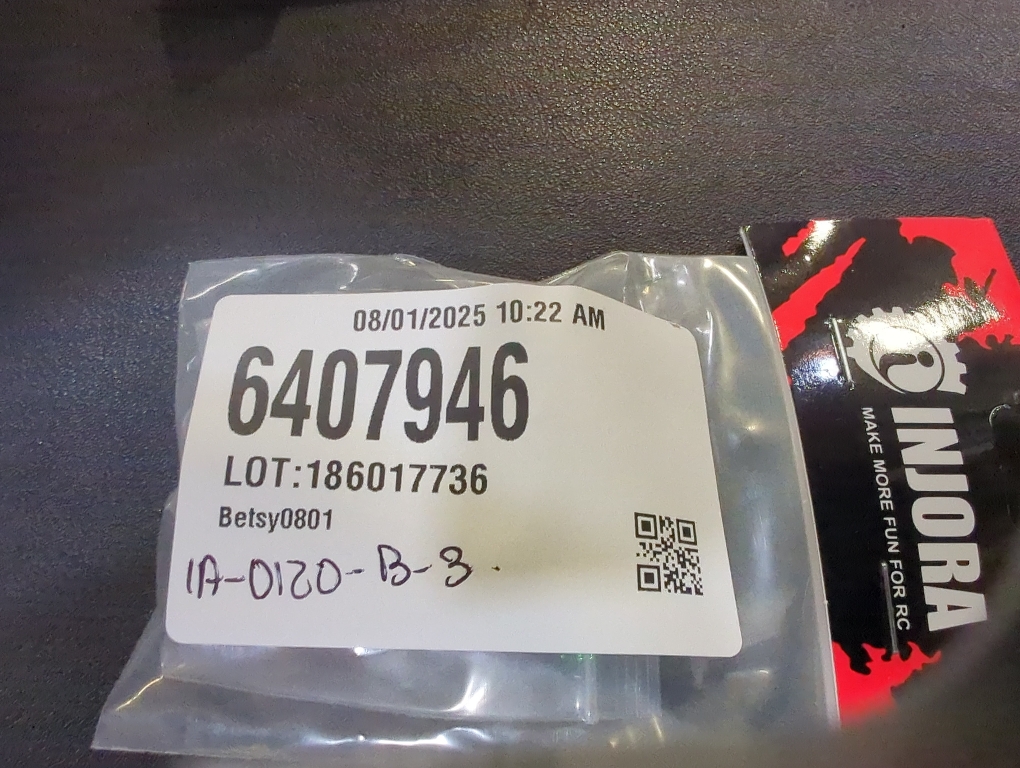 08/01/2025 10:22 AM
6407946
LOT:186017736
Betsy0801
1A-0120-B-3.
INJORA
MAKE MORE FUN FOR RC